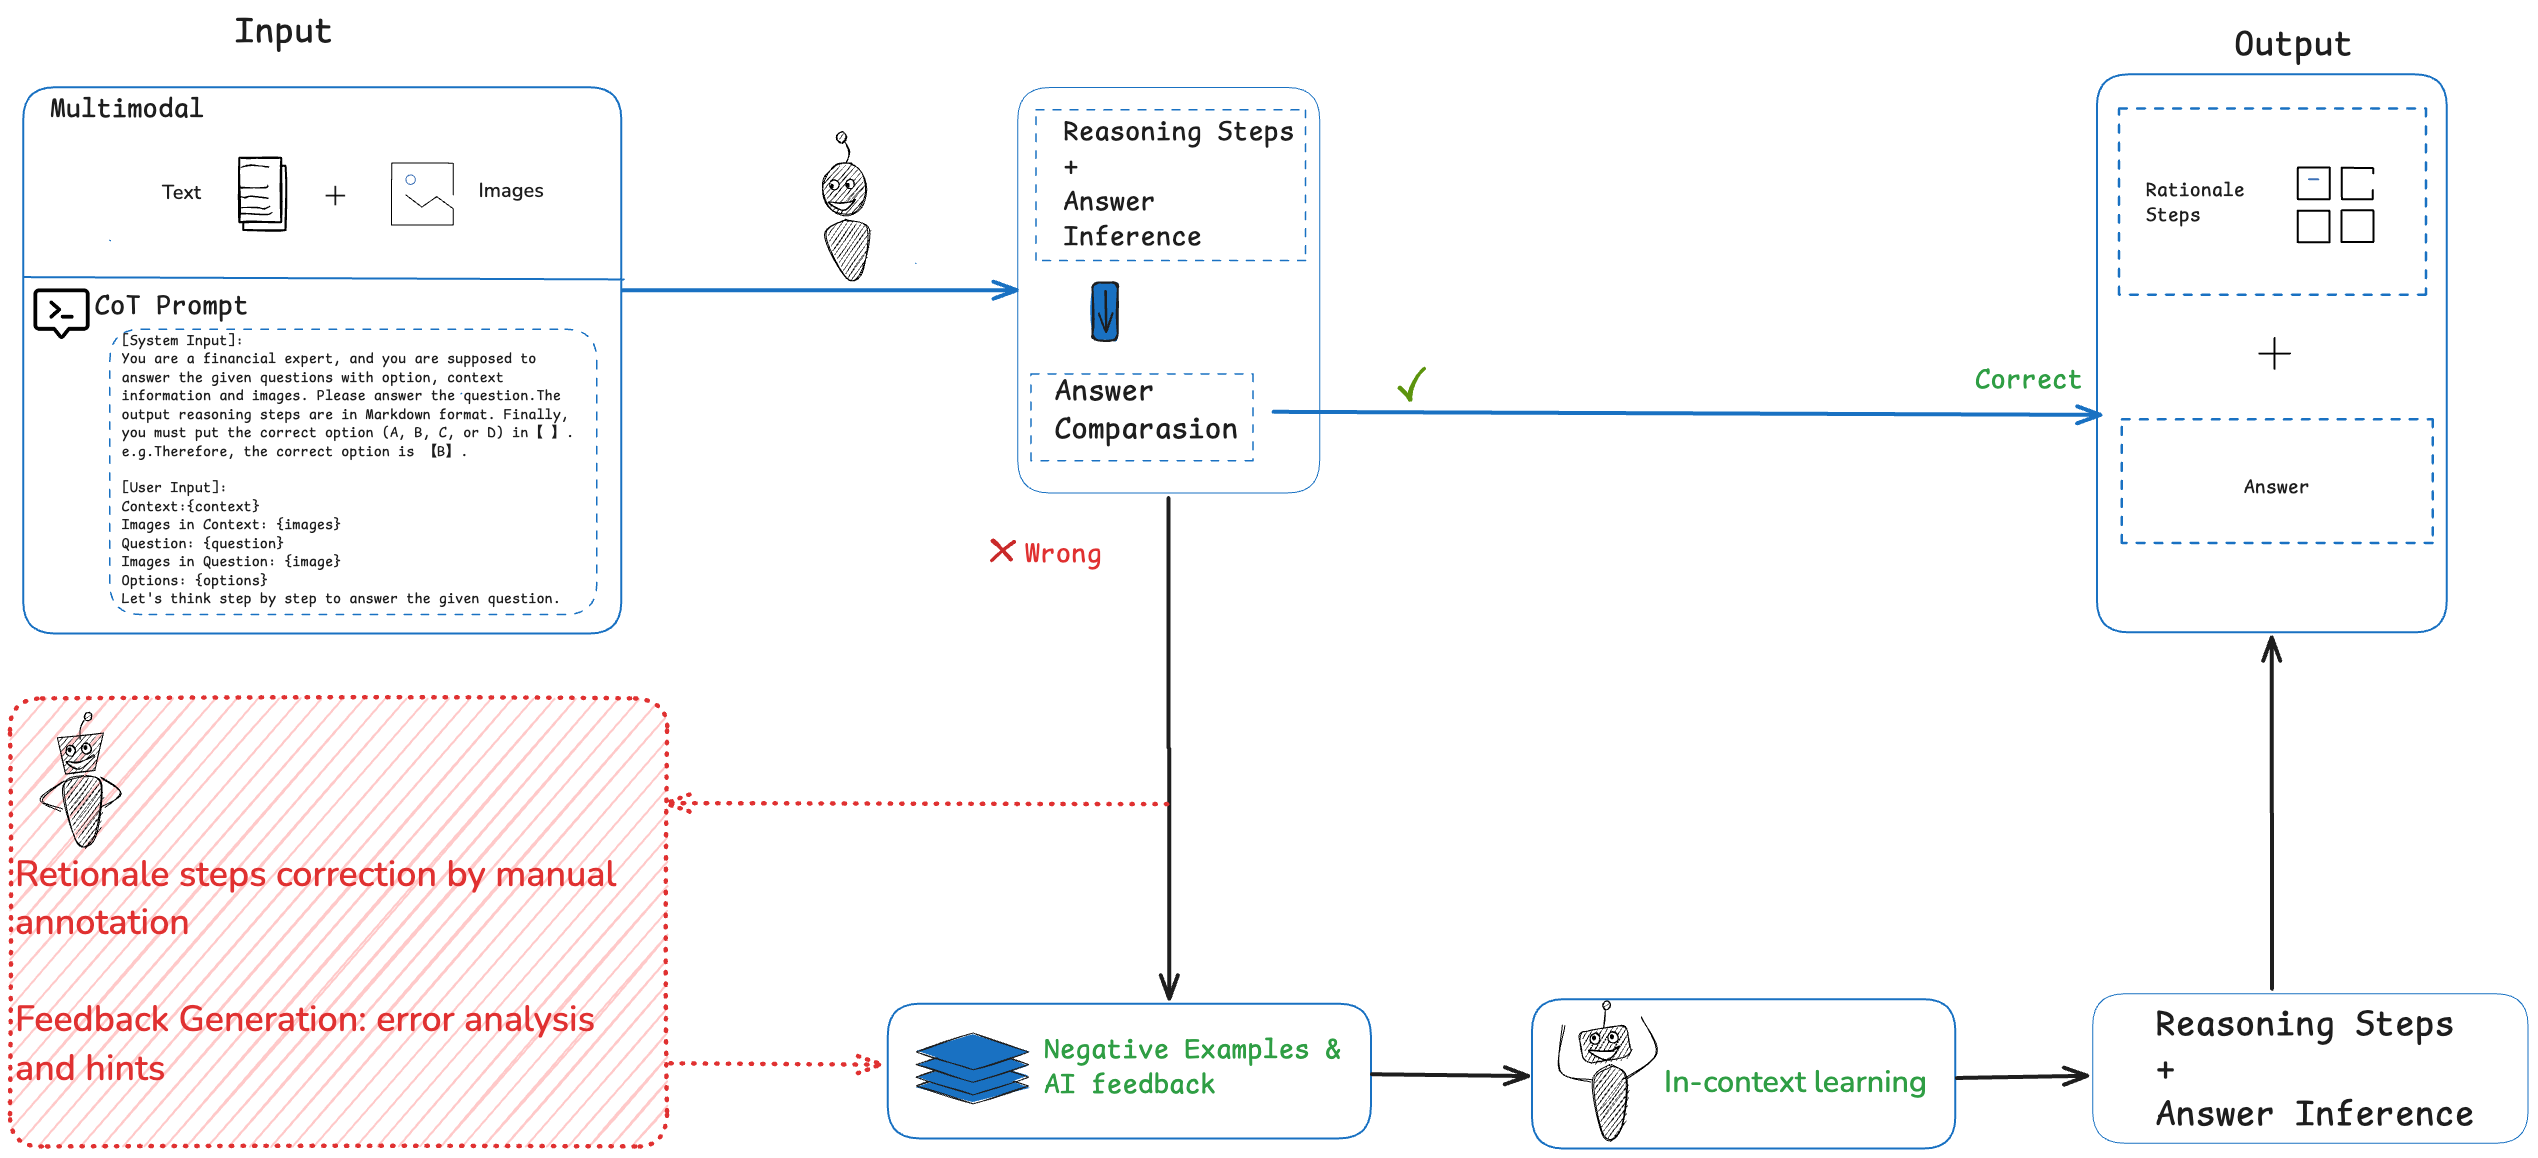 Input
Multimodal
Text
+
Images
CoT Prompt
[System Input]:
You are a financial expert, and you are supposed to
answer the given questions with option, context
information and images. Please answer the question.The
output reasoning steps are in Markdown format. Finally,
you must put the correct option (A, B, C, or D) in【 】.
e.g.Therefore, the correct option is 【B】.
[User Input]:
Context:{context}
Images in Context: {images}
Question: {question}
Images in Question: {image}
Options: {options}
Let's think step by step to answer the given question.
Reasoning Steps
+
Answer
Inference
Answer
Comparasion
Correct
Output
Rationale
Steps
+
Answer
Wrong
Retionale steps correction by manual
annotation
Feedback Generation: error analysis
and hints
Negative Examples &
AI feedback
In-context learning
Reasoning Steps
+
Answer Inference